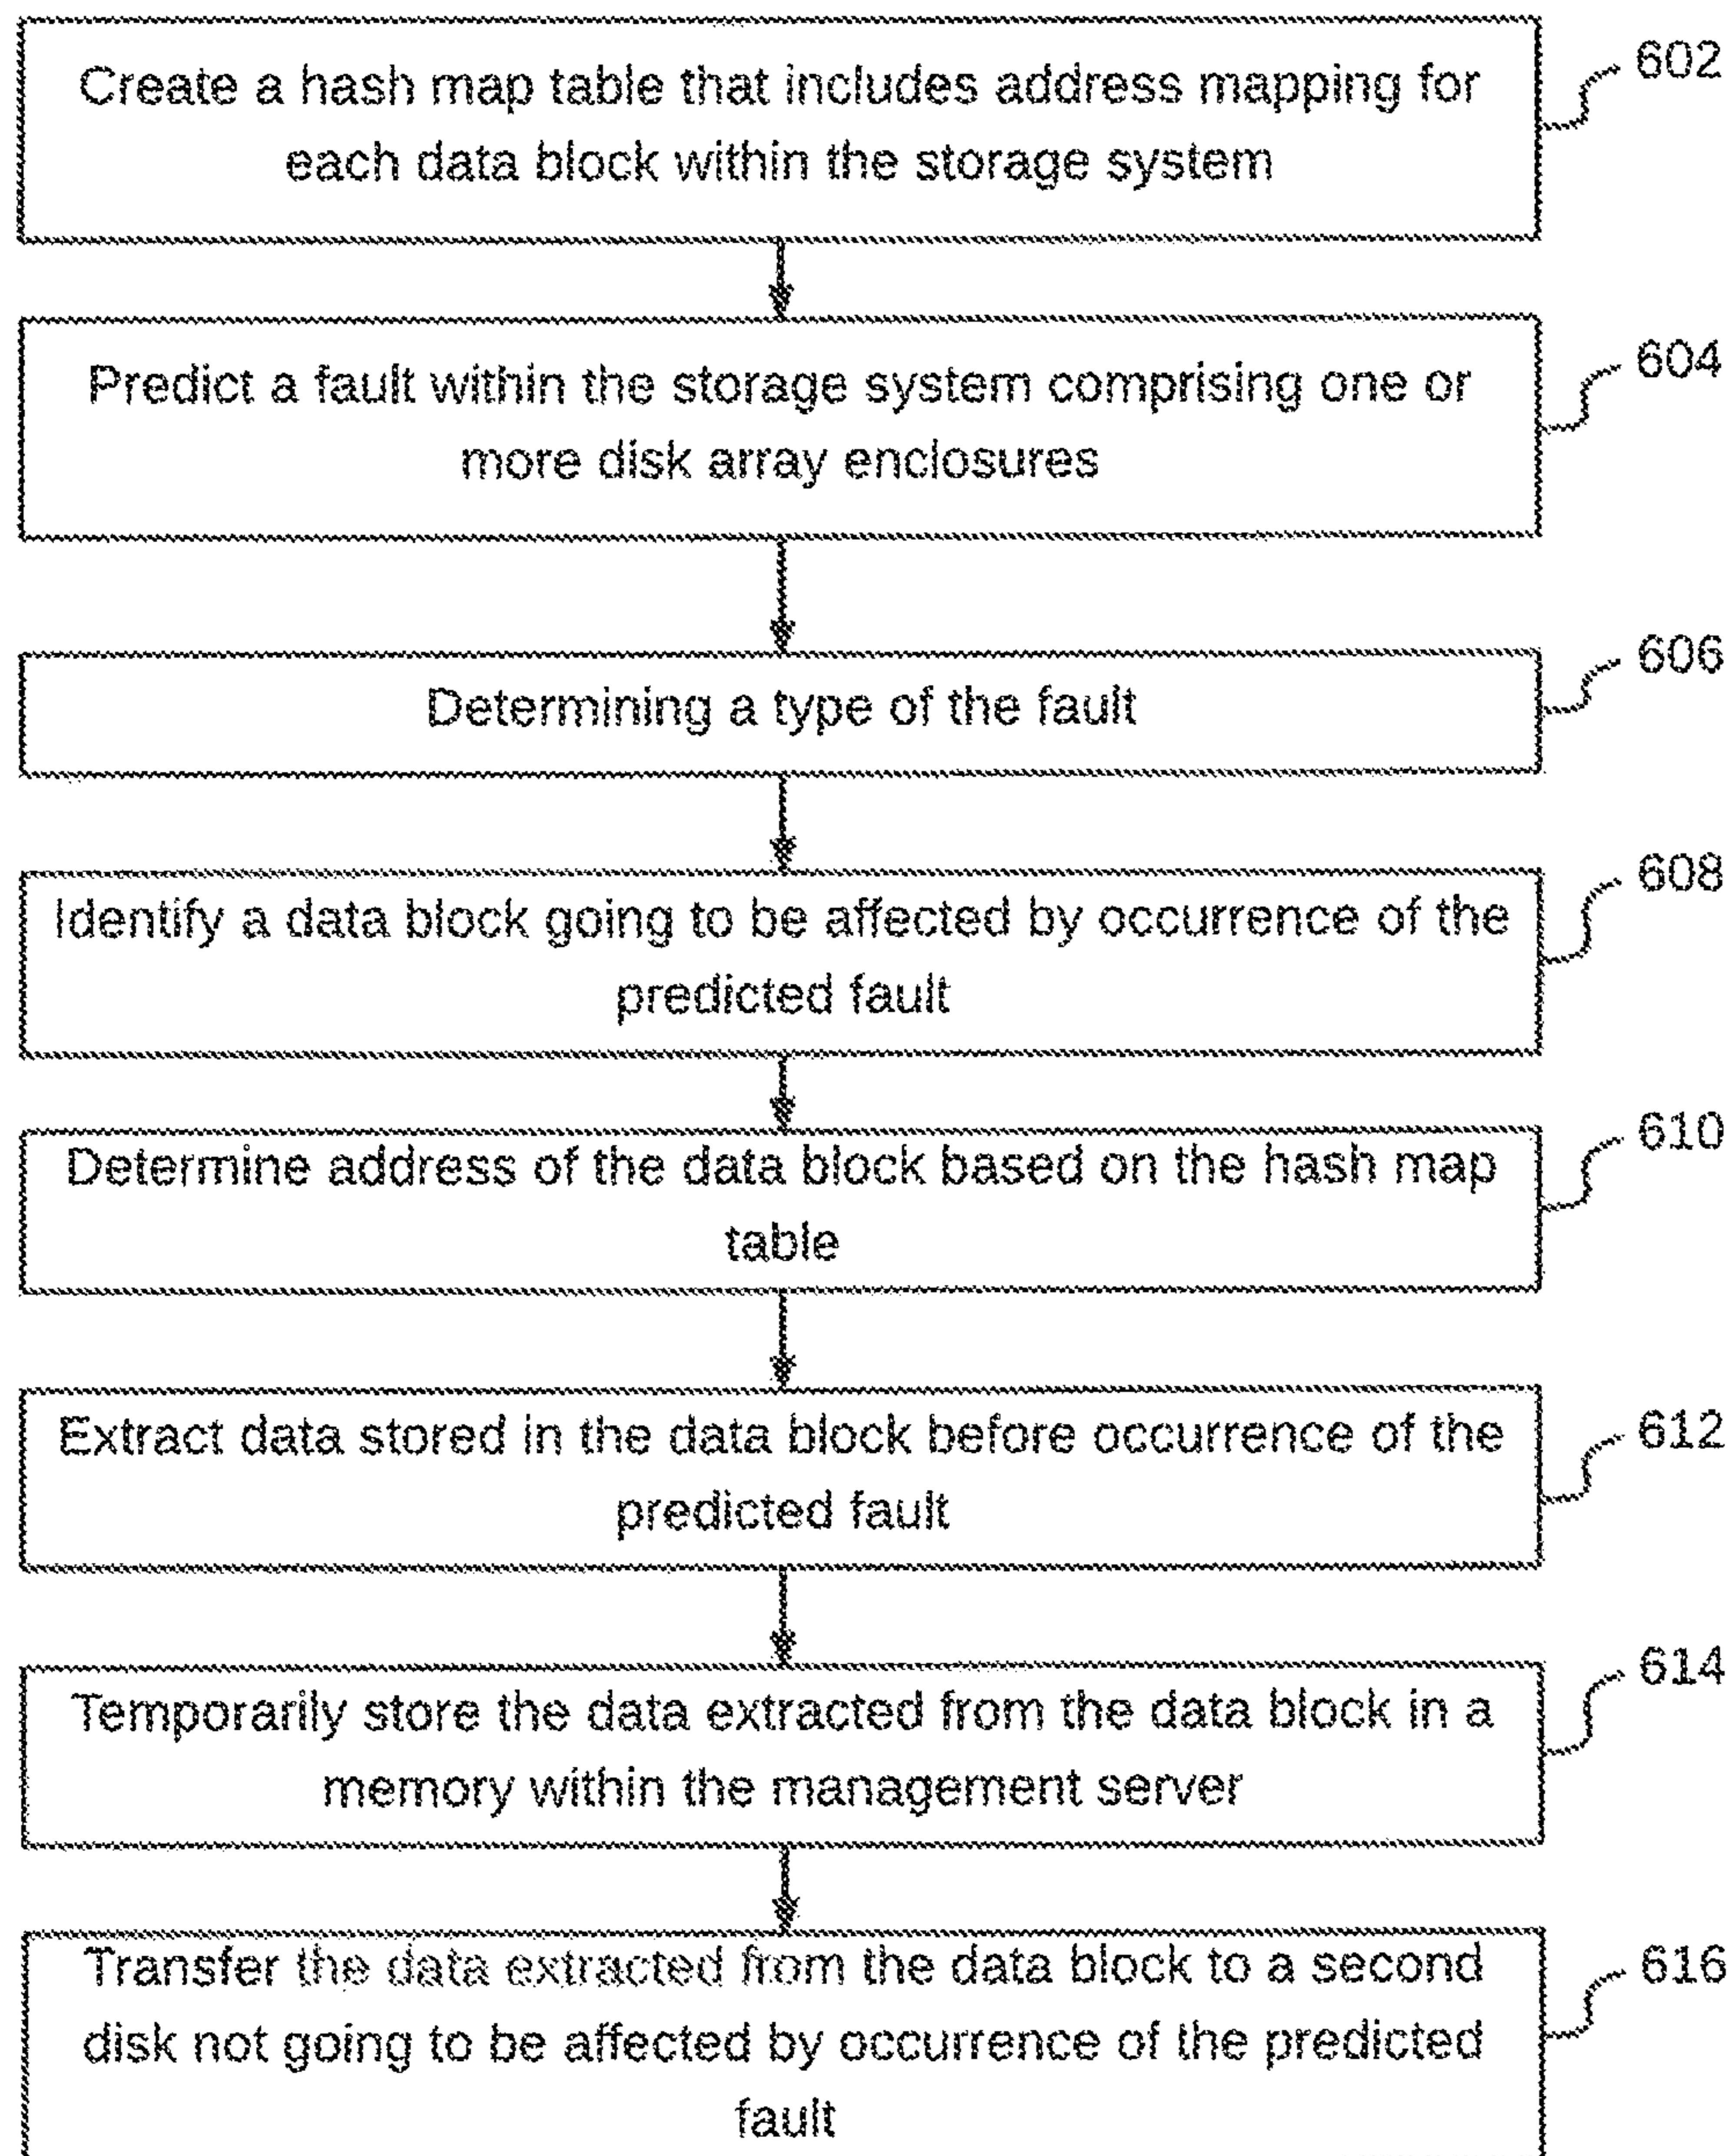 Create a hash map table that includes address mapping for
each data block within the storage system
602
Predict a fault within the storage system comprising one or
more disk array enclosures
604
Determining a type of the fault
606
Identify a data block going to be affected by occurrence of the
predicted fault
608
Determine address of the data block based on the hash map
table
610
Extract data stored in the data block before occurrence of the
predicted fault
612
Temporarily store the data extracted from the data block in a
memory within the management server
614
Transfer the data extracted from the data block to a second
disk not going to be affected by occurrence of the predicted
fault
616